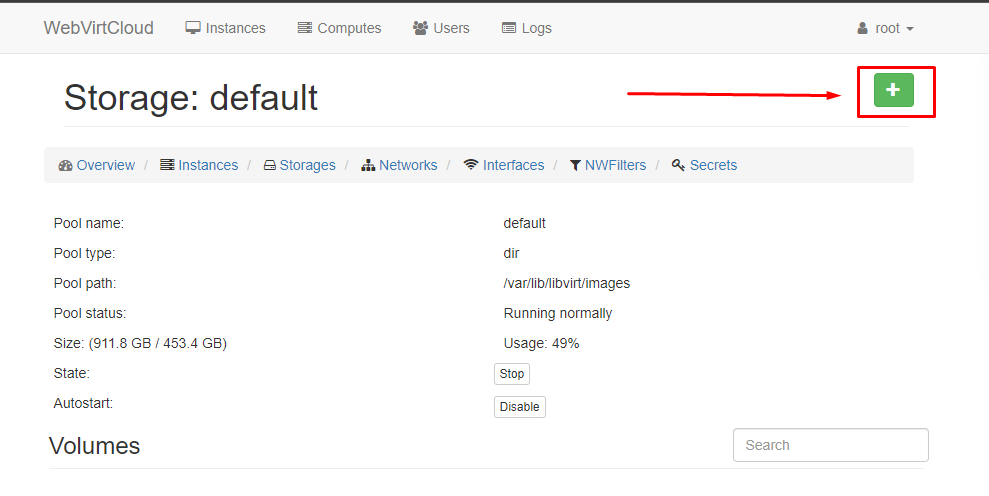 WebVirtCloud Instances Computes Users Logs root
Storage: default
Overview / Instances / Storages / Networks / Interfaces / NWFilters / Secrets
Pool name: default
Pool type: dir
Pool path: /var/lib/libvirt/images
Pool status: Running normally
Size: (911.8 GB / 453.4 GB) Usage: 49%
State: Stop
Autostart: Disable
Volumes Search